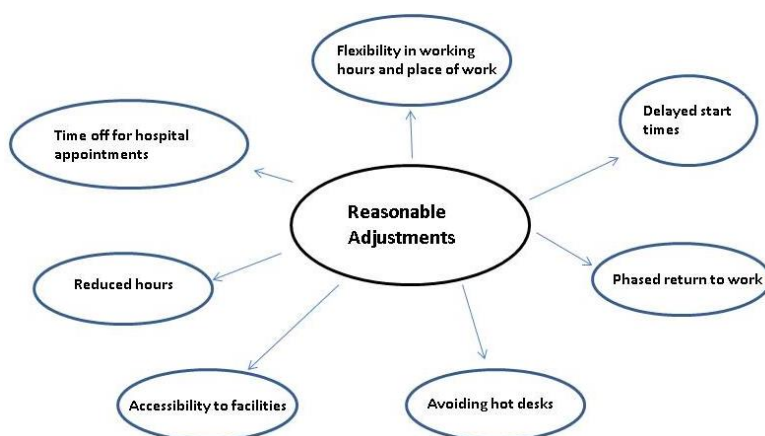 Flexibility in working
hours and place of work
Delayed start
times
Time off for hospital
appointments
Reasonable
Adjustments
Reduced hours
Phased return to work
Accessibility to facilities
Avoiding hot desks